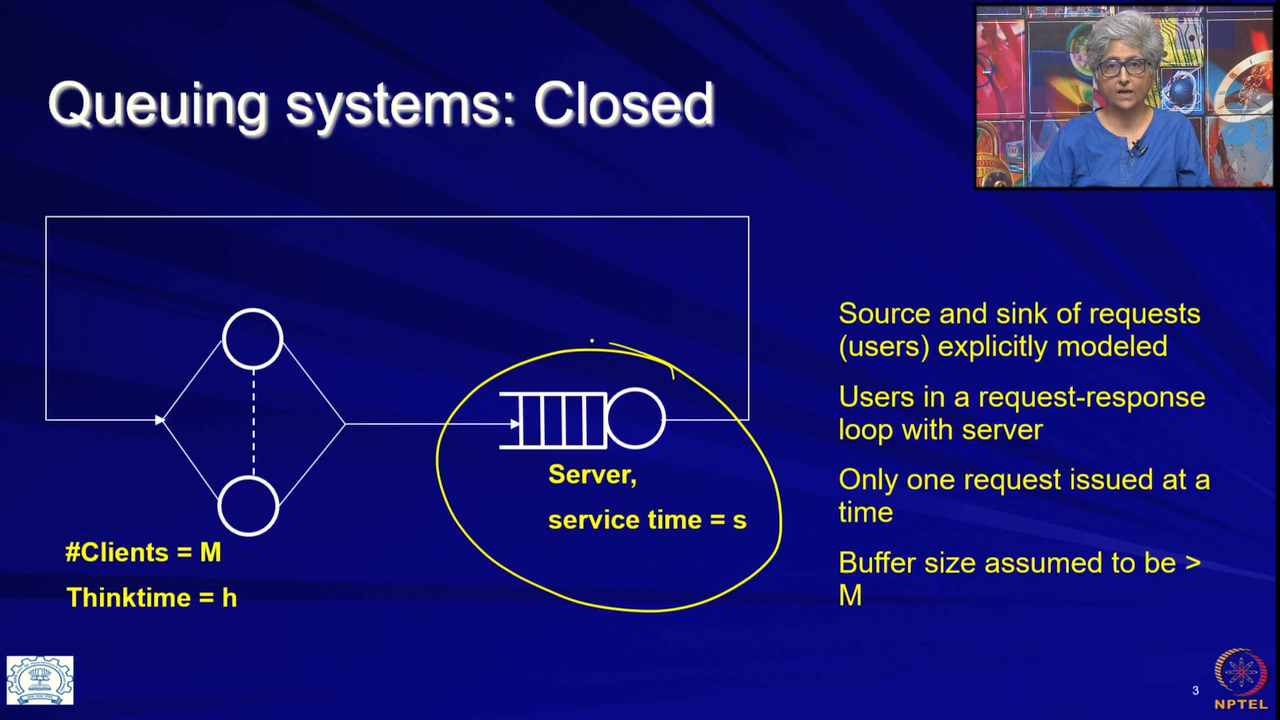 Queuing systems: Closed
#Clients = M
Thinktime = h
Server,
service time = s
Source and sink of requests
(users) explicitly modeled
Users in a request-response
loop with server
Only one request issued at a
time
Buffer size assumed to be >
M
3
NPTEL